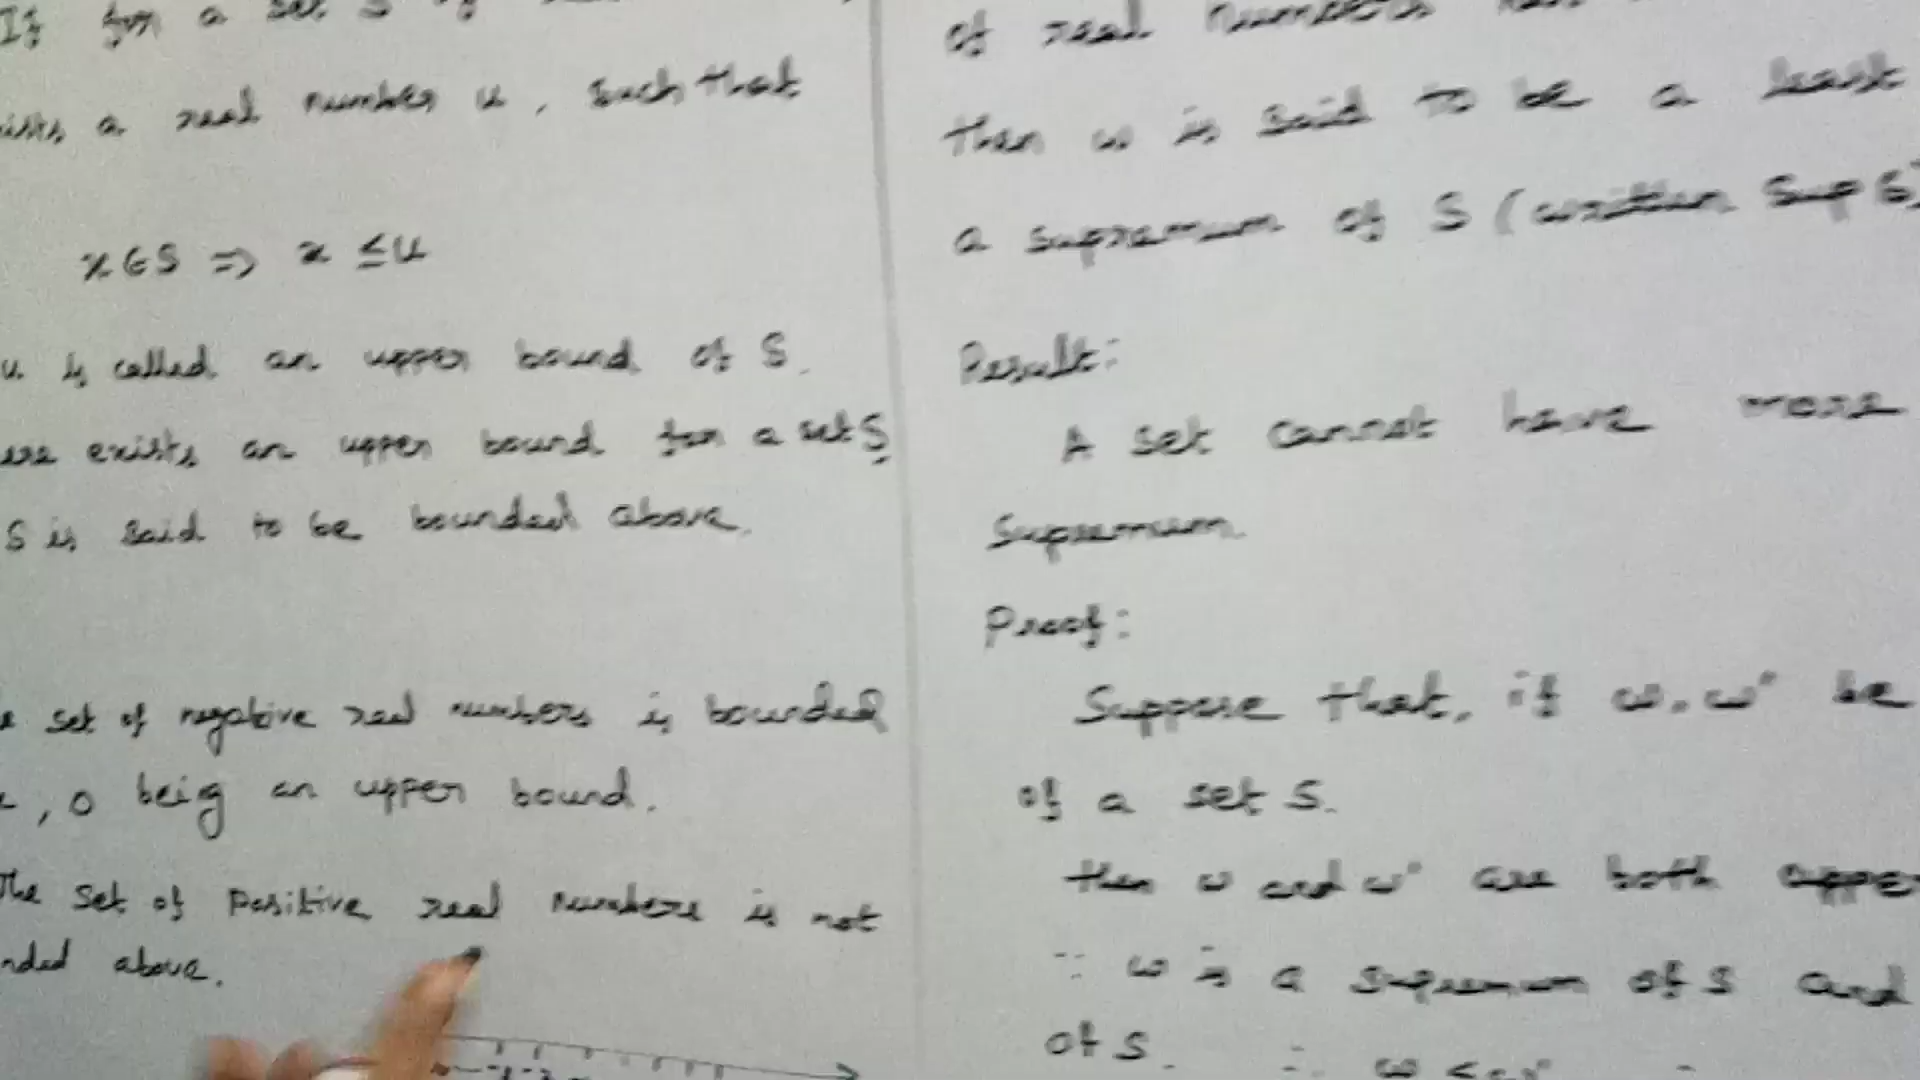 If for a set S of
a real number u, such that
x∈S ⇒ x ≤ u
u is called an upper bound of S.
exists an upper bound for a set S
S is said to be bounded above.
set of negative real numbers is bounded
, 0 beig an upper bound.
The set of Positive real numbers is not
nded above.
of real numbers
then ω is said to be a least
a supremum of S (written Sup S)
Result:
A set cannot have more
Supremum.
Proof:
Suppose that, if ω, ω' be
of a set S.
then ω and ω' are both upper
∵ ω is a supremum of S and
of S. ∴ ω ≤ ω'